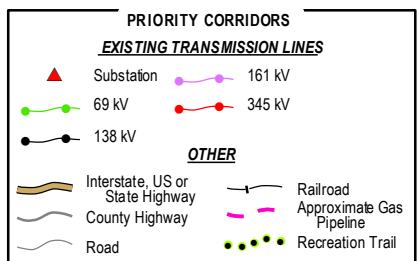 PRIORITY CORRIDORS
EXISTING TRANSMISSION LINES
Substation
161 kV
69 kV
345 kV
138 kV
OTHER
Interstate, US or
State Highway
Railroad
County Highway
Approximate Gas
Pipeline
Road
Recreation Trail